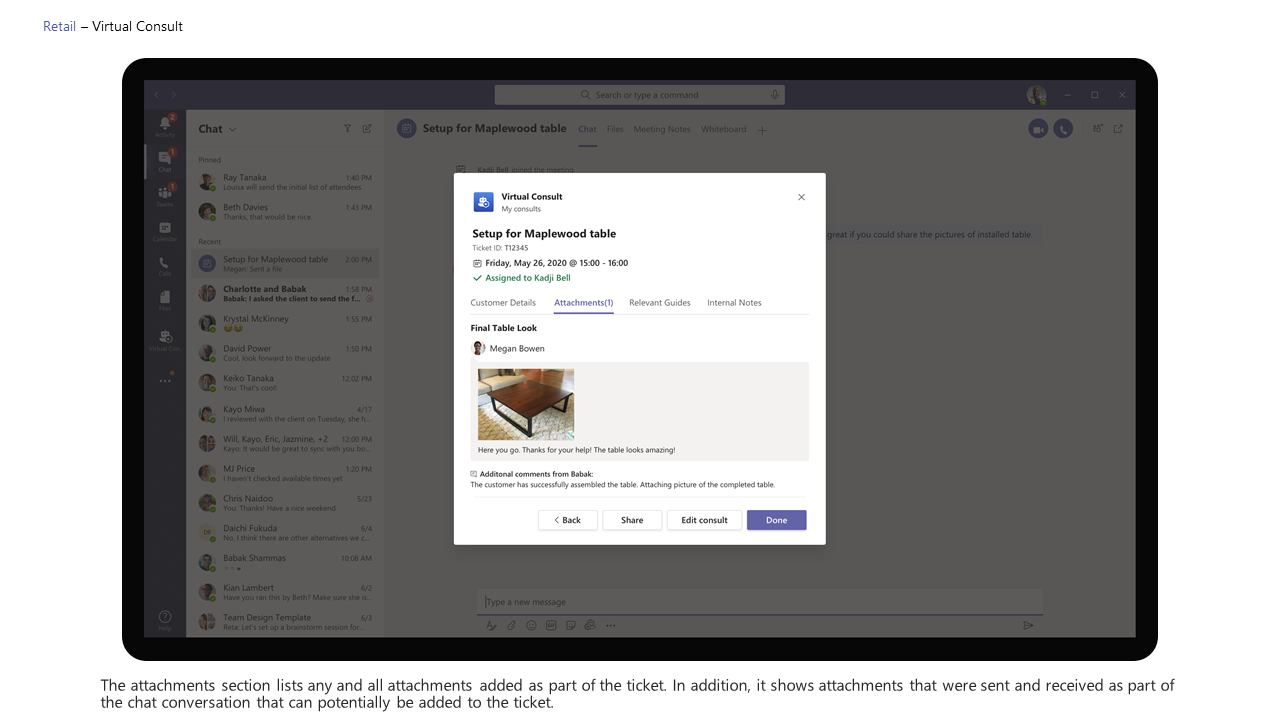 Retail – Virtual Consult
Search or type a command
Activity
2
Chat
1
Teams
1
Calendar
Calls
Files
Virtual Con...
Help
Chat
Pinned
Ray Tanaka 1:40 PM
Louisa will send the initial list of attendees
Beth Davies 1:43 PM
Thanks, that would be nice.
Recent
Setup for Maplewood table 2:00 PM
Megan: Sent a file
Charlotte and Babak 1:58 PM
Babak: I asked the client to send the f...
Krystal McKinney 1:55 PM
David Power 1:50 PM
Cool, look forward to the update
Keiko Tanaka 12:02 PM
You: That's cool!
Kayo Miwa 4/17
I reviewed with the client on Tuesday, she h...
Will, Kayo, Eric, Jazmine, +2 12:00 PM
Kayo: It would be great to sync with you bo...
MJ Price 1:20 PM
I haven't checked available times yet
Chris Naidoo 5/23
You: Thanks! Have a nice weekend
DF
Daichi Fukuda 6/4
No, I think there are other alternatives we c...
Babak Shammas 10:08 AM
Kian Lambert 6/2
Have you ran this by Beth? Make sure she is...
Team Design Template 6/3
Reta: Let's set up a brainstorm session for...
Setup for Maplewood table Chat Files Meeting Notes Whiteboard
Kadji Bell joined the meeting
great if you could share the pictures of installed table.
Virtual Consult
My consults
Setup for Maplewood table
Ticket ID: T12345
Friday, May 26, 2020 @ 15:00 - 16:00
Assigned to Kadji Bell
Customer Details Attachments(1) Relevant Guides Internal Notes
Final Table Look
Megan Bowen
Here you go. Thanks for your help! The table looks amazing!
Additonal comments from Babak:
The customer has successfully assembled the table. Attaching picture of the completed table.
Back Share Edit consult Done
Type a new message
The attachments section lists any and all attachments added as part of the ticket. In addition, it shows attachments that were sent and received as part of
the chat conversation that can potentially be added to the ticket.